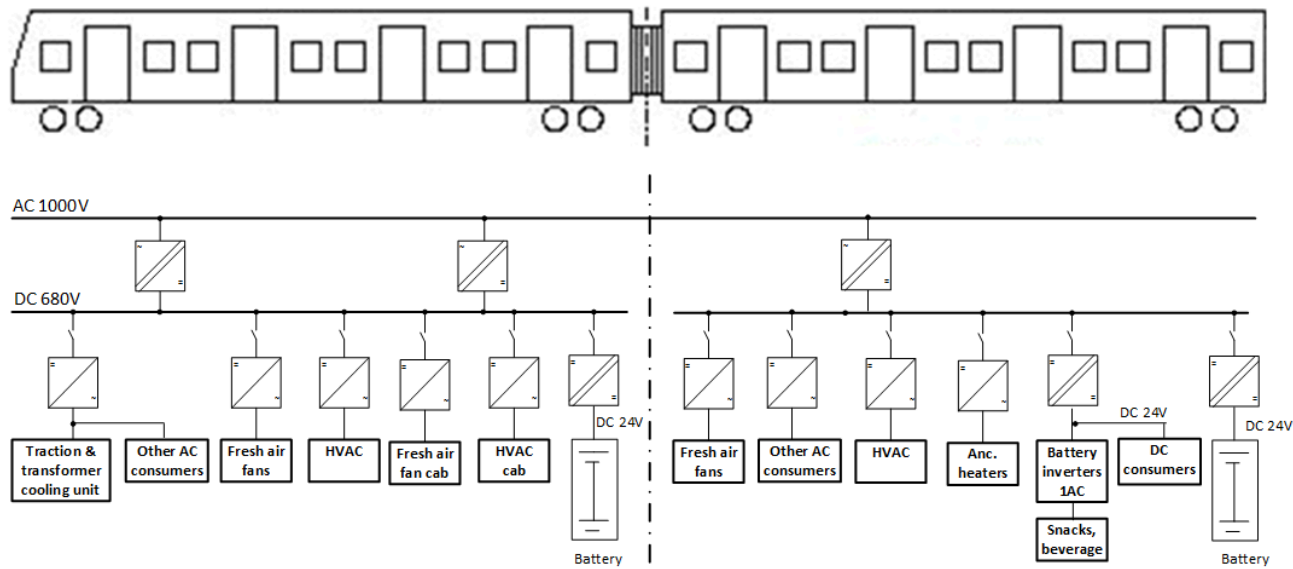 AC 1000V
~
=
~
=
~
=
DC 680V
=
~
=
~
=
~
=
~
=
~
=
=
=
~
=
~
=
~
=
~
=
=
=
=
DC 24V
DC 24V
DC 24V
Traction &
transformer
cooling unit
Other AC
consumers
Fresh air
fans
HVAC
Fresh air
fan cab
HVAC
cab
Fresh air
fans
Other AC
consumers
HVAC
Anc.
heaters
Battery
inverters
1AC
DC
consumers
Snacks,
beverage
Battery
Battery